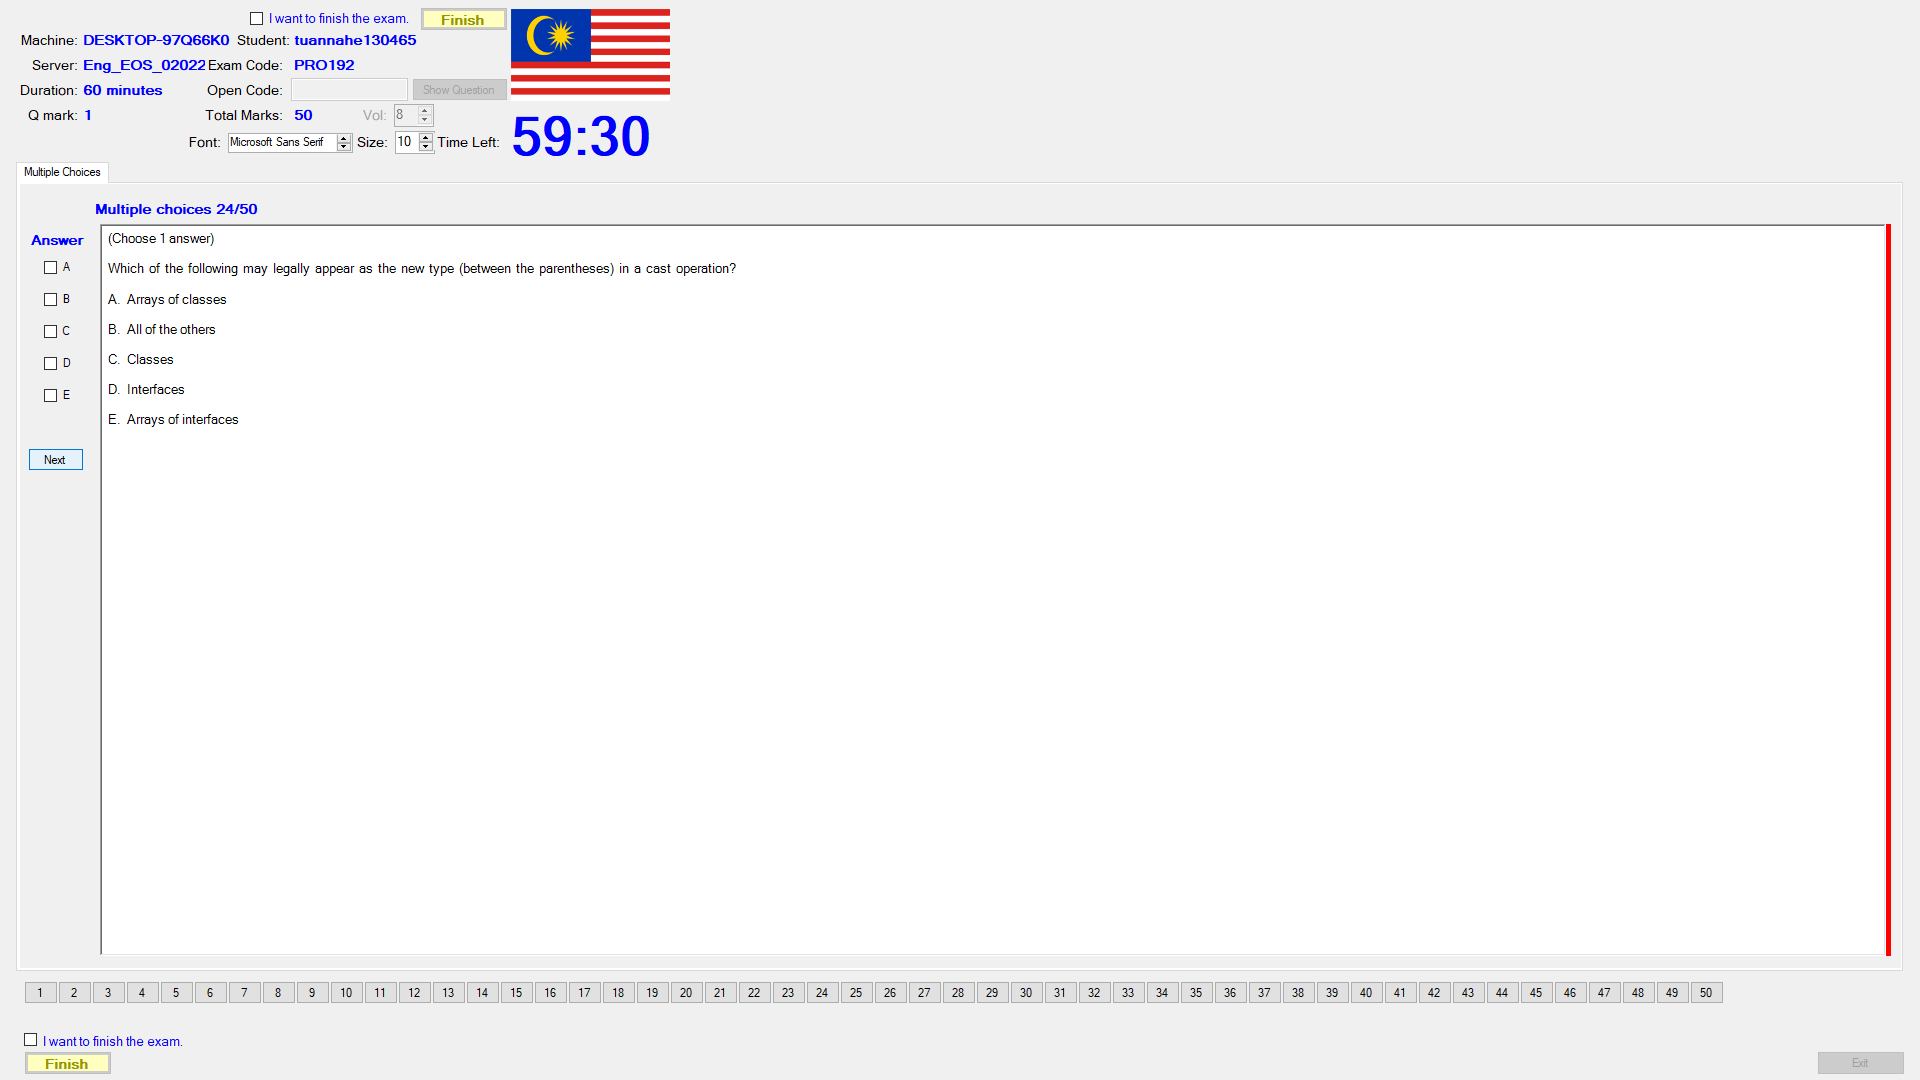 I want to finish the exam. Finish
Machine: DESKTOP-97Q66K0 Student: tuannahe130465
Server: Eng_EOS_02022 Exam Code: PRO192
Duration: 60 minutes Open Code: Show Question
Q mark: 1 Total Marks: 50 Vol: 8
Font: Microsoft Sans Serif Size: 10 Time Left: 59:30
Multiple Choices
Multiple choices 24/50
Answer
A
B
C
D
E
Next
(Choose 1 answer)
Which of the following may legally appear as the new type (between the parentheses) in a cast operation?
A. Arrays of classes
B. All of the others
C. Classes
D. Interfaces
E. Arrays of interfaces
1 2 3 4 5 6 7 8 9 10 11 12 13 14 15 16 17 18 19 20 21 22 23 24 25 26 27 28 29 30 31 32 33 34 35 36 37 38 39 40 41 42 43 44 45 46 47 48 49 50
I want to finish the exam.
Finish
Exit